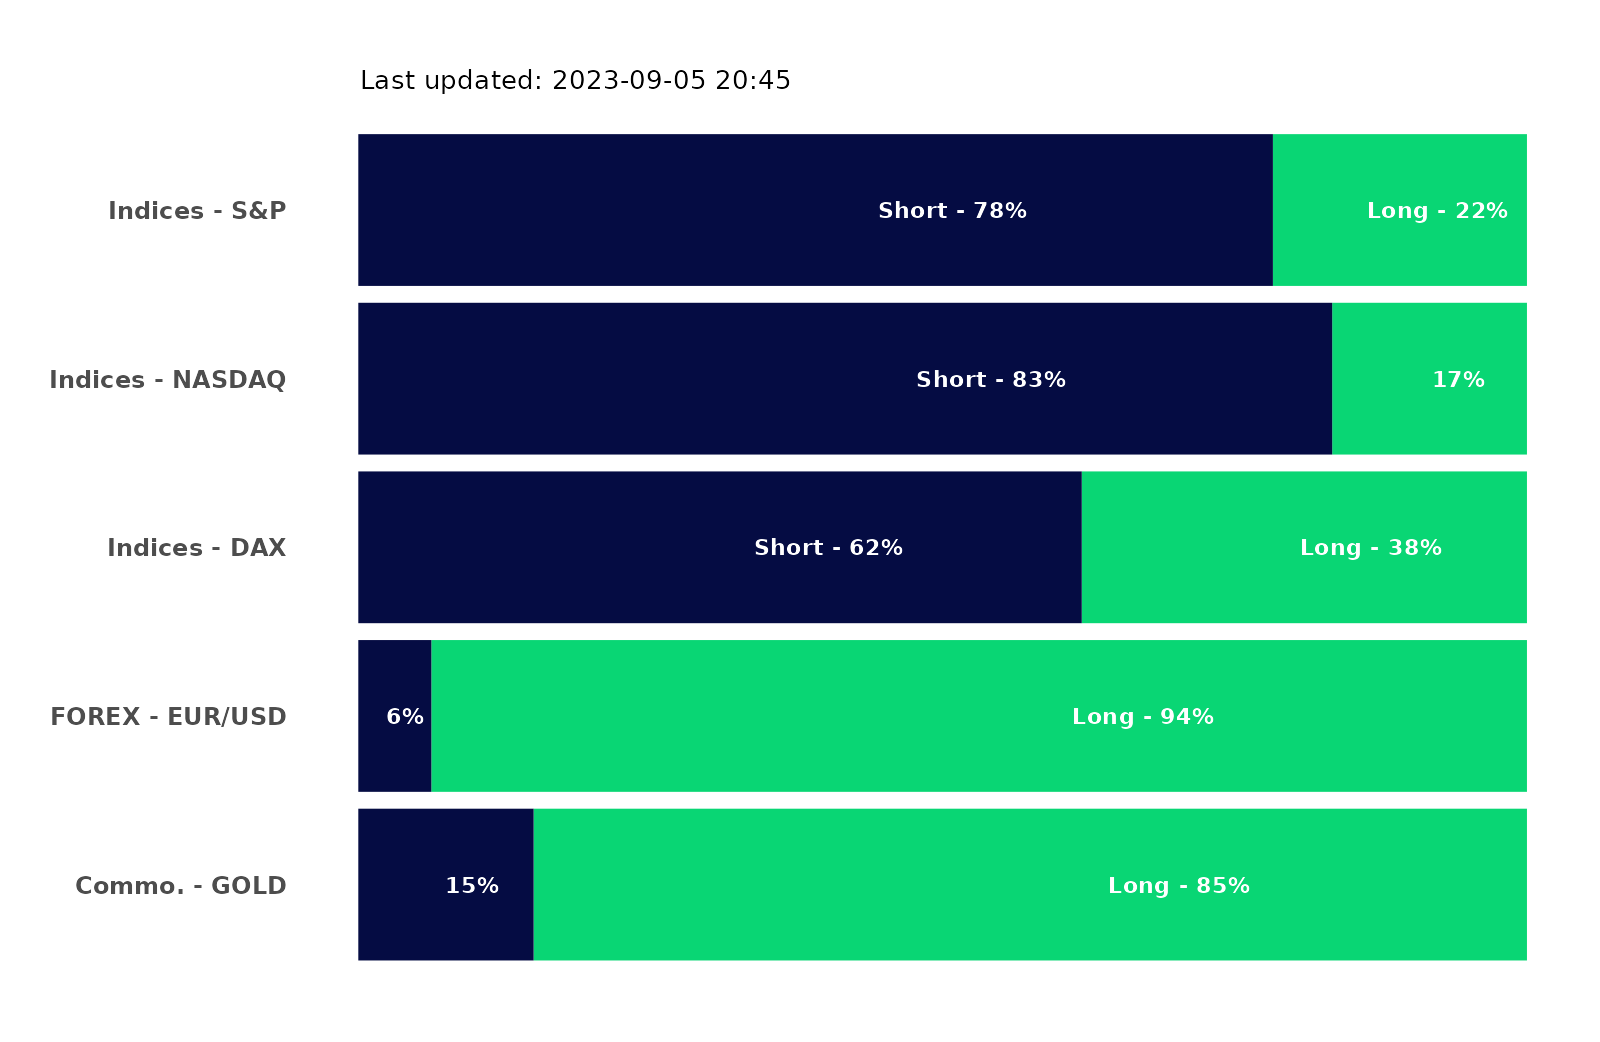 Last updated: 2023-09-05 20:45
Indices - S&P Short - 78% Long - 22%
Indices - NASDAQ Short - 83% 17%
Indices - DAX Short - 62% Long - 38%
FOREX - EUR/USD 6% Long - 94%
Commo. - GOLD 15% Long - 85%